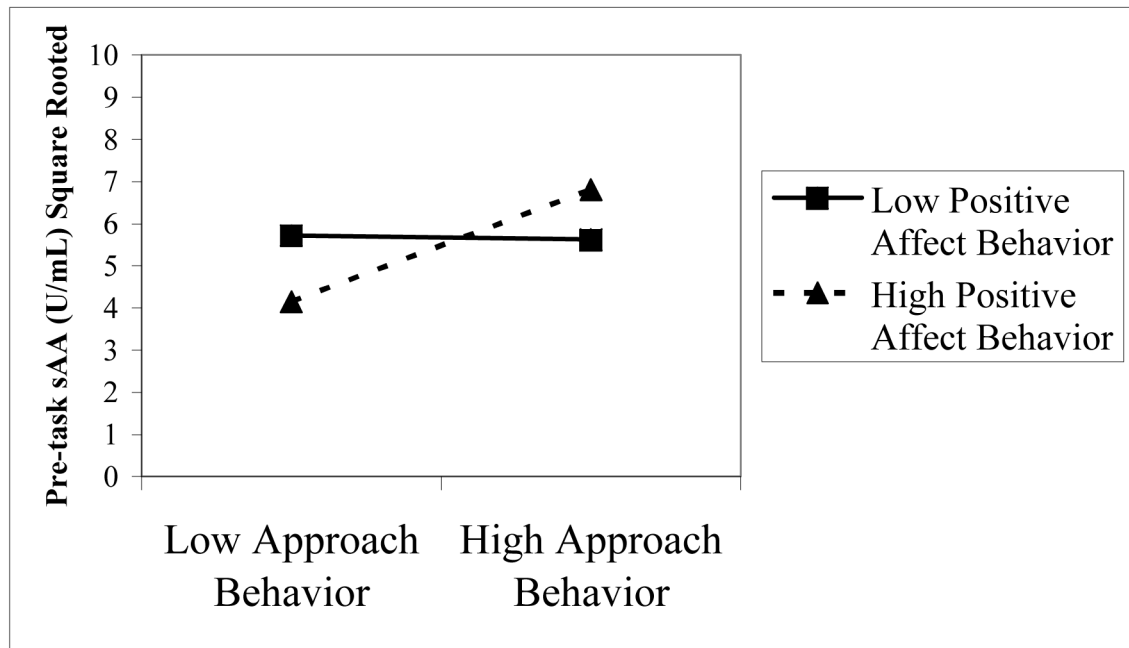 Pre-task sAA (U/mL) Square Rooted
10
9
8
7
6
5
4
3
2
1
0
Low Approach
Behavior
High Approach
Behavior
Low Positive
Affect Behavior
High Positive
Affect Behavior